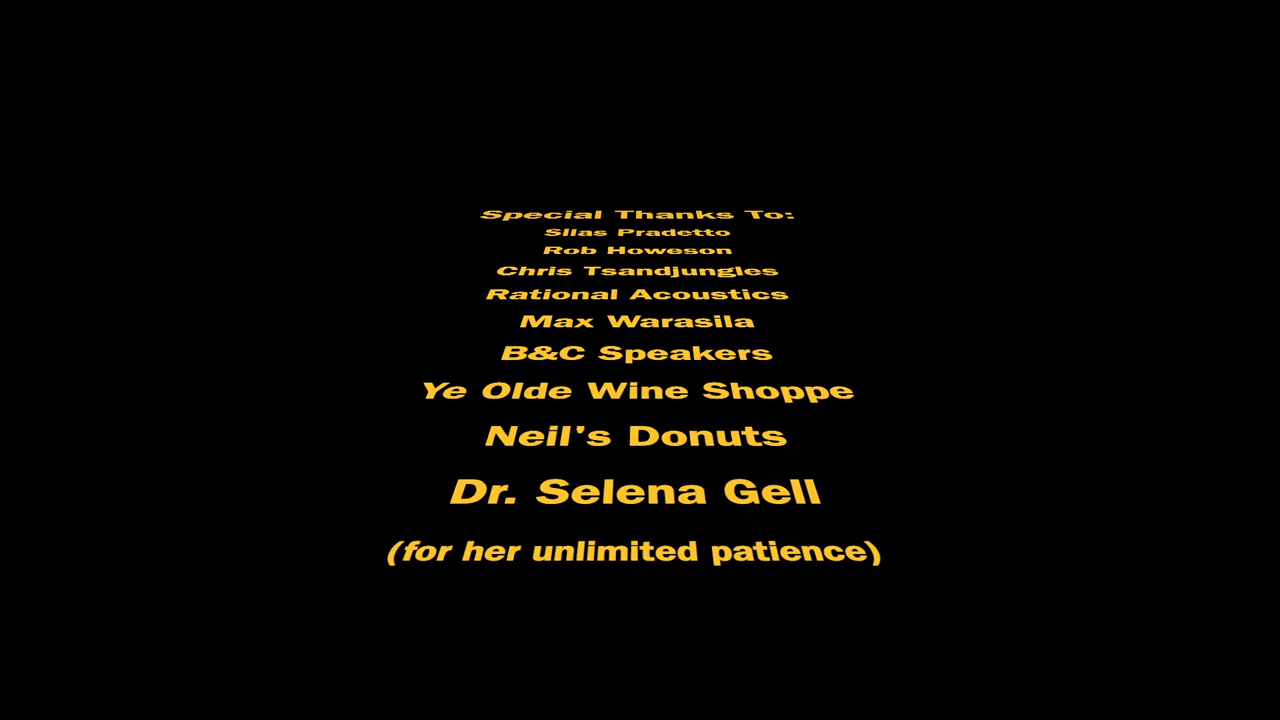 Special Thanks To:
Silas Pradetto
Rob Howeson
Chris Tsandjungles
Rational Acoustics
Max Warasila
B&C Speakers
Ye Olde Wine Shoppe
Neil's Donuts
Dr. Selena Gell
(for her unlimited patience)